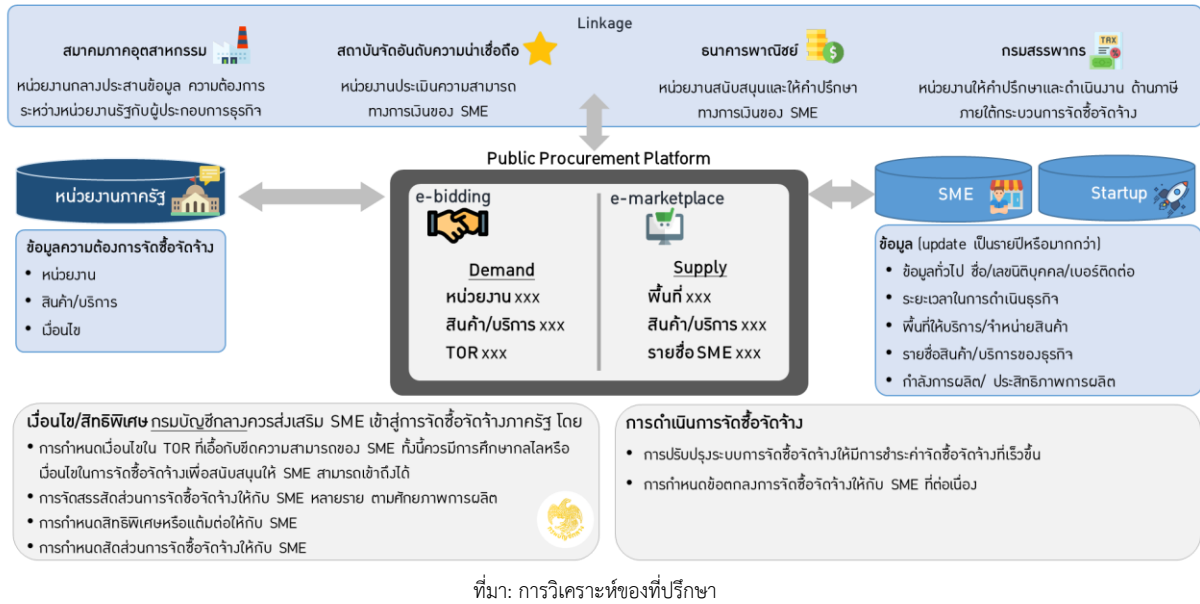 Linkage
สมาคมภาคอุตสาหกรรม
หน่วยงานกลางประสานข้อมูล ความต้องการ
ระหว่างหน่วยงานรัฐกับผู้ประกอบการธุรกิจ
สถาบันจัดอันดับความน่าเชื่อถือ
หน่วยงานประเมินความสามารถ
ทางการเงินของ SME
ธนาคารพาณิชย์
หน่วยงานสนับสนุนและให้คำปรึกษา
ทางการเงินของ SME
กรมสรรพากร
TAX
หน่วยงานให้คำปรึกษาและดำเนินงาน ด้านภาษี
ภายใต้กระบวนการจัดซื้อจัดจ้าง
Public Procurement Platform
หน่วยงานภาครัฐ
ข้อมูลความต้องการจัดซื้อจัดจ้าง
• หน่วยงาน
• สินค้า/บริการ
• เงื่อนไข
e-bidding
Demand
หน่วยงาน xxx
สินค้า/บริการ xxx
TOR xxx
e-marketplace
Supply
พื้นที่ xxx
สินค้า/บริการ xxx
รายชื่อ SME xxx
SME
Startup
ข้อมูล (update เป็นรายปีหรือมากกว่า)
• ข้อมูลทั่วไป ชื่อ/เลขนิติบุคคล/เบอร์ติดต่อ
• ระยะเวลาในการดำเนินธุรกิจ
• พื้นที่ให้บริการ/จำหน่ายสินค้า
• รายชื่อสินค้า/บริการของธุรกิจ
• กำลังการผลิต/ ประสิทธิภาพการผลิต
เงื่อนไข/สิทธิพิเศษ กรมบัญชีกลางควรส่งเสริม SME เข้าสู่การจัดซื้อจัดจ้างภาครัฐ โดย
• การกำหนดเงื่อนไขใน TOR ที่เอื้อกับขีดความสามารถของ SME ทั้งนี้ควรมีการศึกษากลไกหรือ
เงื่อนไขในการจัดซื้อจัดจ้างเพื่อสนับสนุนให้ SME สามารถเข้าถึงได้
• การจัดสรรสัดส่วนการจัดซื้อจัดจ้างให้กับ SME หลายราย ตามศักยภาพการผลิต
• การกำหนดสิทธิพิเศษหรือแต้มต่อให้กับ SME
• การกำหนดสัดส่วนการจัดซื้อจัดจ้างให้กับ SME
การดำเนินการจัดซื้อจัดจ้าง
• การปรับปรุงระบบการจัดซื้อจัดจ้างให้มีการชำระค่าจัดซื้อจัดจ้างที่เร็วขึ้น
• การกำหนดข้อตกลงการจัดซื้อจัดจ้างให้กับ SME ที่ต่อเนื่อง
ที่มา: การวิเคราะห์ของที่ปรึกษา